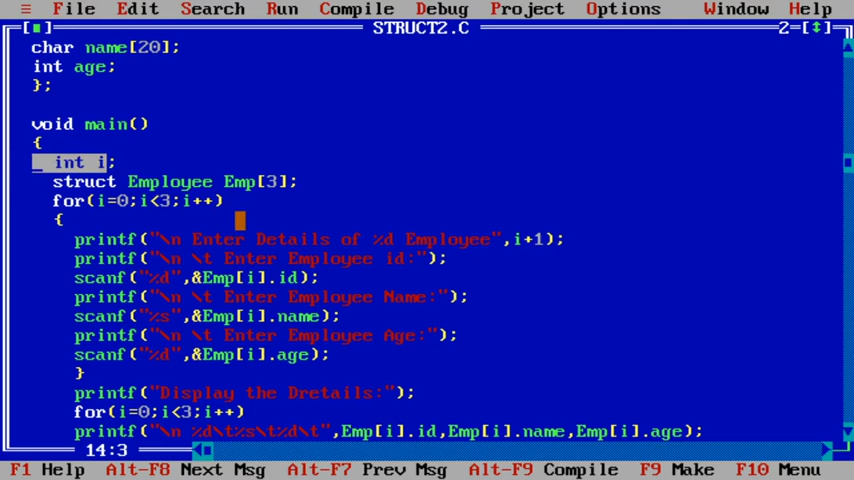 ≡ File Edit Search Run Compile Debug Project Options Window Help
[■] STRUCT2.C 2=[↕]
char name[20];
int age;
};
void main()
{
int i;
struct Employee Emp[3];
for(i=0;i<3;i++)
{
printf("\n Enter Details of %d Employee",i+1);
printf("\n \t Enter Employee id:");
scanf("%d",&Emp[i].id);
printf("\n \t Enter Employee Name:");
scanf("%s",&Emp[i].name);
printf("\n \t Enter Employee Age:");
scanf("%d",&Emp[i].age);
}
printf("Display the Dretails:");
for(i=0;i<3;i++)
printf("\n %d\t%s\t%d\t",Emp[i].id,Emp[i].name,Emp[i].age);
14:3
F1 Help Alt-F8 Next Msg Alt-F7 Prev Msg Alt-F9 Compile F9 Make F10 Menu